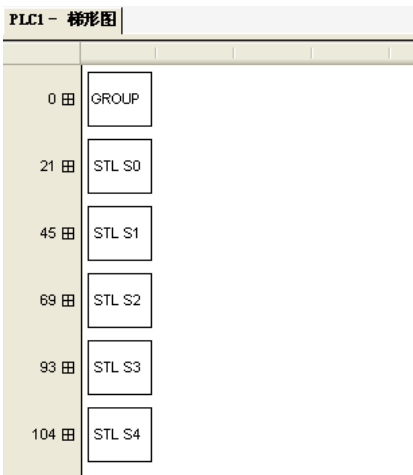 PLC1 - 梯形图
0 GROUP
21 STL S0
45 STL S1
69 STL S2
93 STL S3
104 STL S4